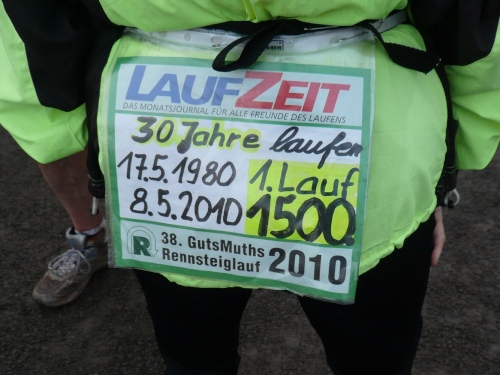 LAUFZEIT
DAS MONATSJOURNAL FÜR ALLE FREUNDE DES LAUFENS
30 Jahre laufen
17.5.1980 1. Lauf
8.5.2010 1500
R 38. GutsMuths
Rennsteiglauf 2010